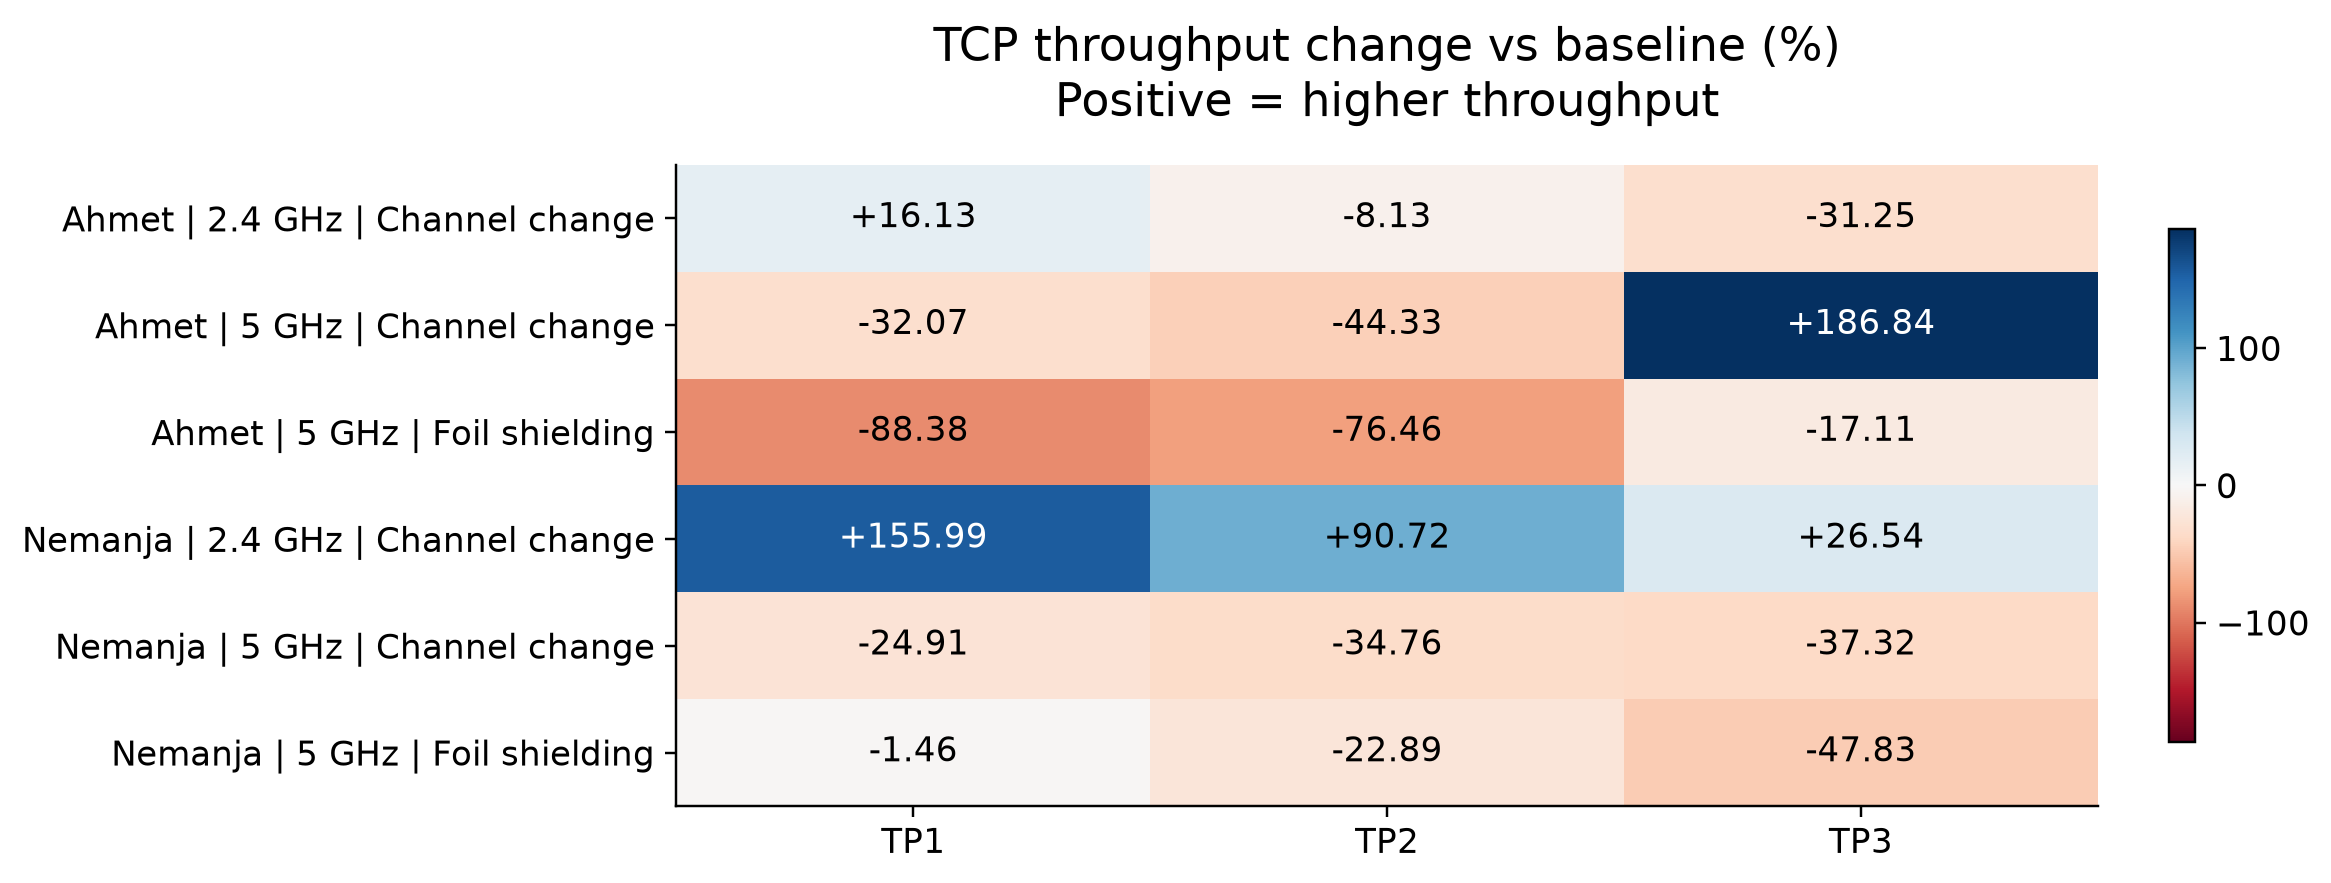 TCP throughput change vs baseline (%)
Positive = higher throughput
Ahmet | 2.4 GHz | Channel change +16.13 -8.13 -31.25
Ahmet | 5 GHz | Channel change -32.07 -44.33 +186.84
Ahmet | 5 GHz | Foil shielding -88.38 -76.46 -17.11
Nemanja | 2.4 GHz | Channel change +155.99 +90.72 +26.54
Nemanja | 5 GHz | Channel change -24.91 -34.76 -37.32
Nemanja | 5 GHz | Foil shielding -1.46 -22.89 -47.83
TP1 TP2 TP3
100
0
−100